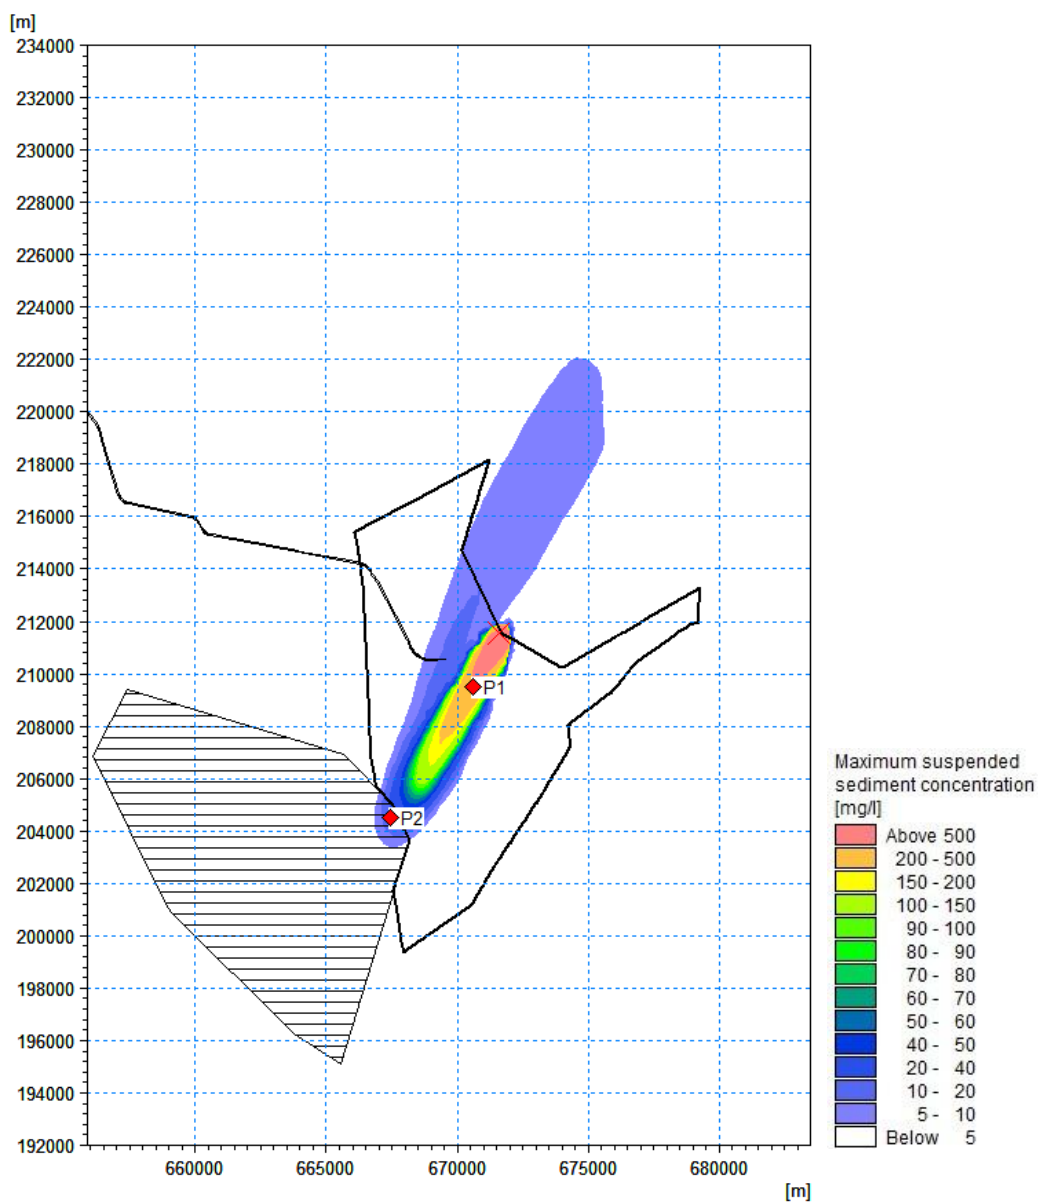 [m]
234000
232000
230000
228000
226000
224000
222000
220000
218000
216000
214000
212000
210000
208000
206000
204000
202000
200000
198000
196000
194000
192000
P1
P2
660000 665000 670000 675000 680000
[m]
Maximum suspended
sediment concentration
[mg/l]
Above 500
200 - 500
150 - 200
100 - 150
90 - 100
80 - 90
70 - 80
60 - 70
50 - 60
40 - 50
20 - 40
10 - 20
5 - 10
Below 5